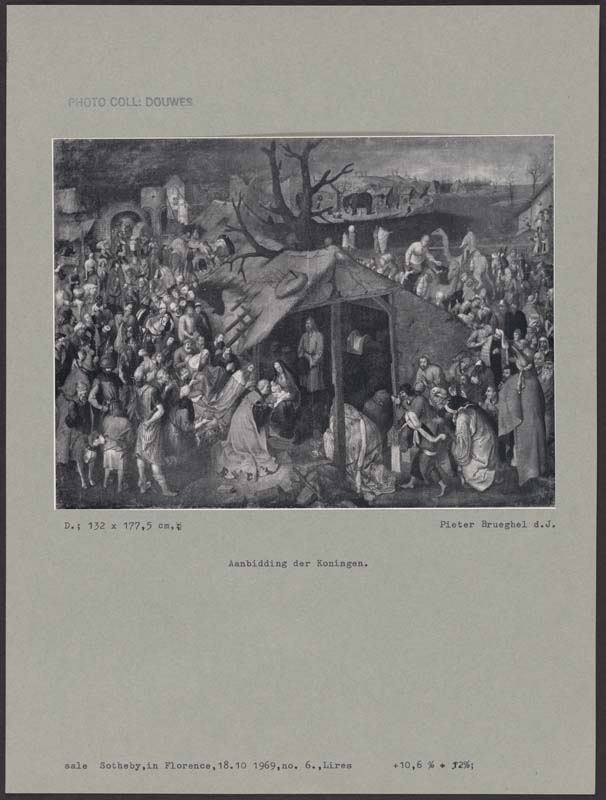 PHOTO COLL: DOUWES
D.; 132 x 177,5 cm.
Pieter Brueghel d.J.
Aanbidding der Koningen.
sale Sotheby,in Florence,18.10 1969,no. 6.,Lires +10,6 % + 12%;